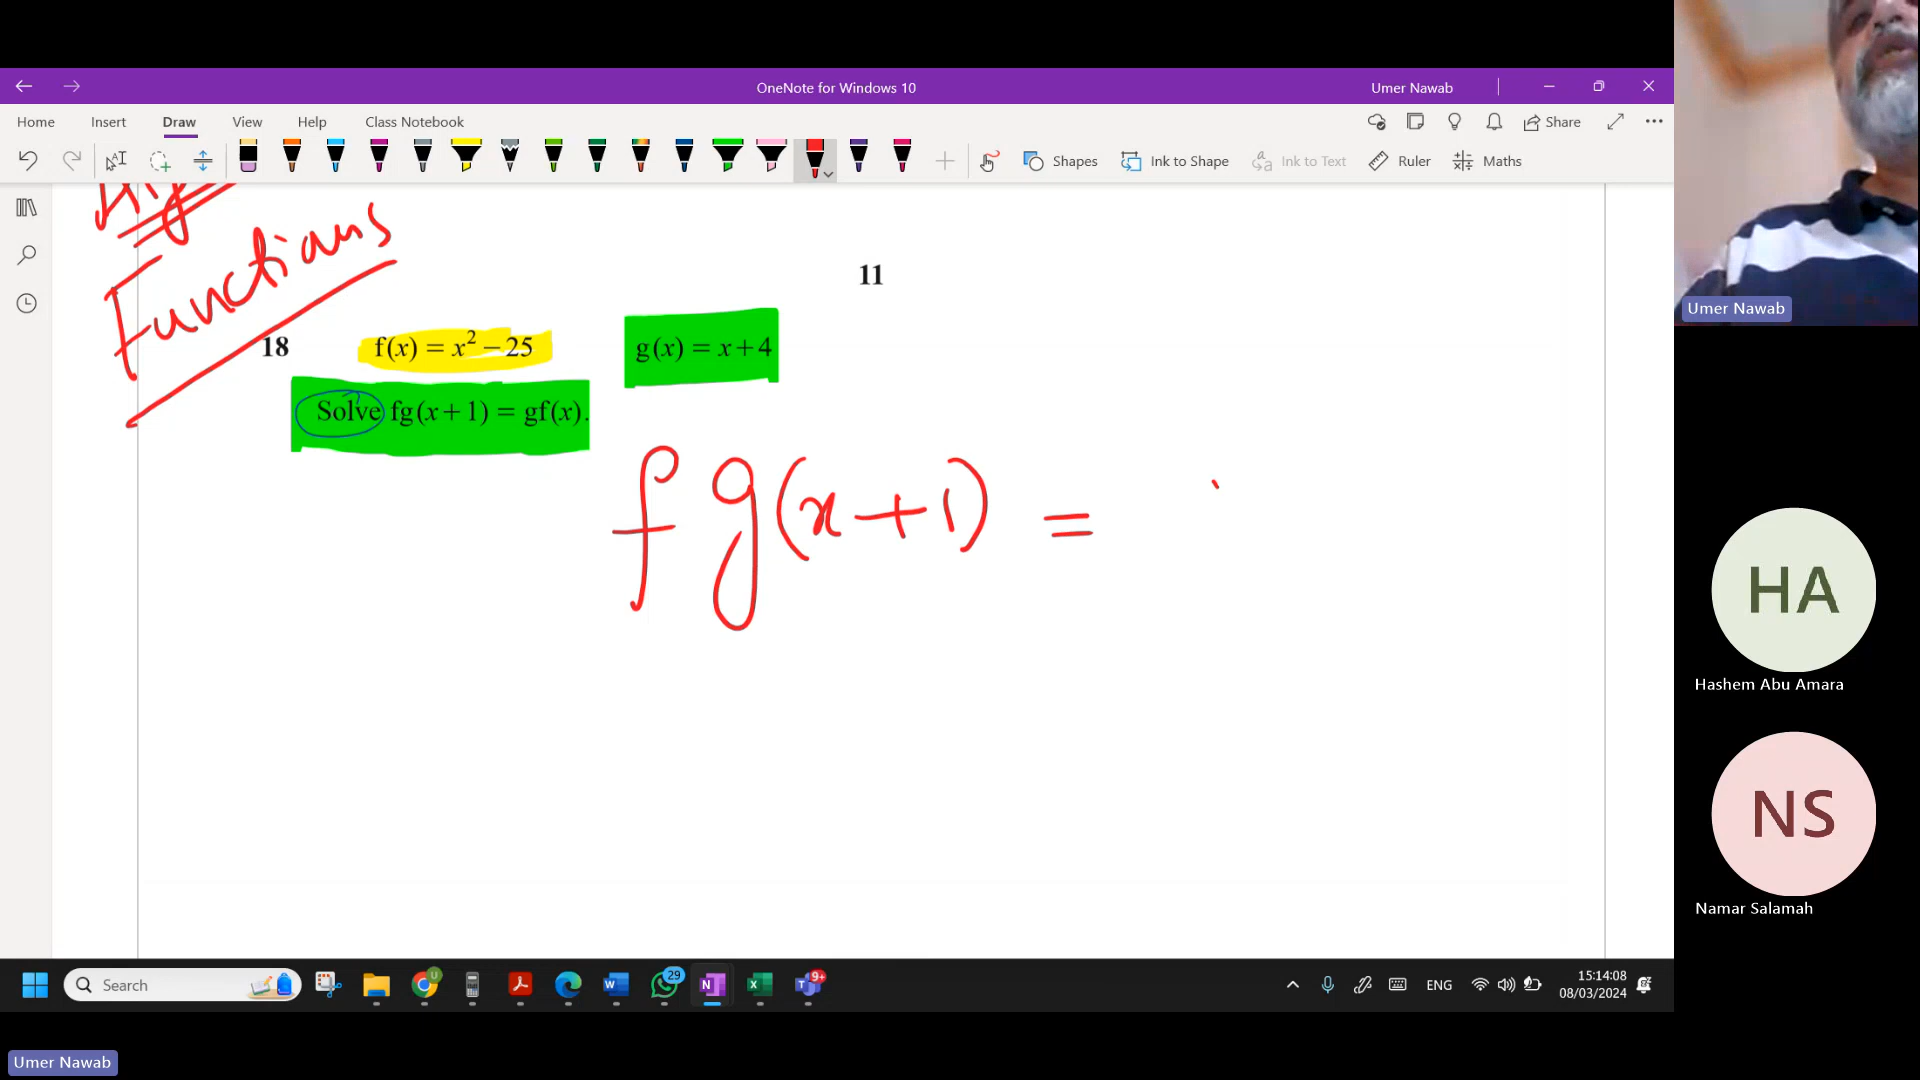 OneNote for Windows 10
Umer Nawab
Home Insert Draw View Help Class Notebook
Share
Shapes Ink to Shape Ink to Text Ruler Maths
Functions
11
18 f(x) = x² − 25 g(x) = x + 4
Solve fg(x + 1) = gf(x).
f g(x+1) =
Umer Nawab
HA
Hashem Abu Amara
NS
Namar Salamah
Search
29
9+
ENG
15:14:08
08/03/2024
Umer Nawab